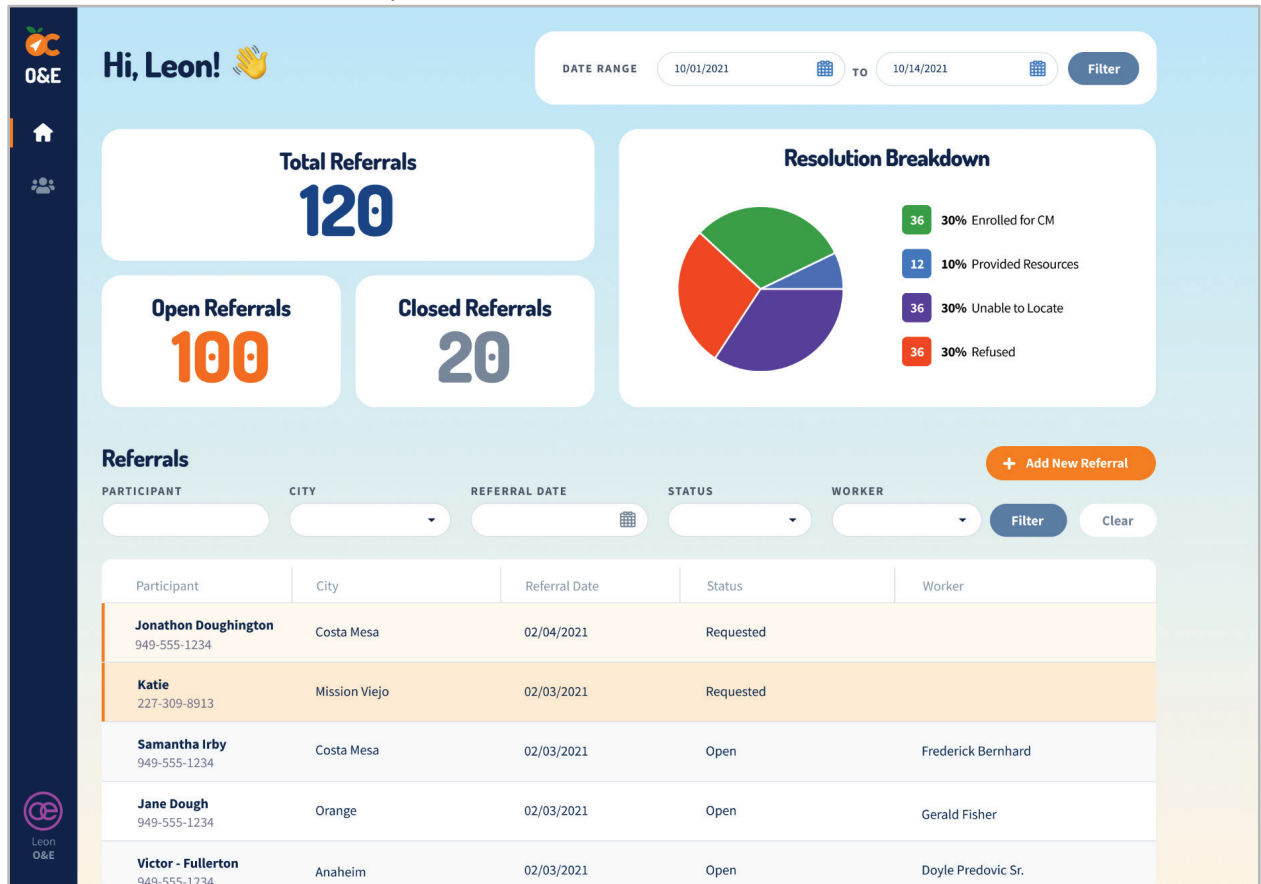 O&E
Hi, Leon! 👋
DATE RANGE 10/01/2021 TO 10/14/2021 Filter
Total Referrals
120
Open Referrals
100
Closed Referrals
20
Resolution Breakdown
36 30% Enrolled for CM
12 10% Provided Resources
36 30% Unable to Locate
36 30% Refused
Referrals
+ Add New Referral
PARTICIPANT CITY REFERRAL DATE STATUS WORKER
Filter Clear
Participant City Referral Date Status Worker
Jonathon Doughington
949-555-1234
Costa Mesa 02/04/2021 Requested
Katie
227-309-8913
Mission Viejo 02/03/2021 Requested
Samantha Irby
949-555-1234
Costa Mesa 02/03/2021 Open Frederick Bernhard
Jane Dough
949-555-1234
Orange 02/03/2021 Open Gerald Fisher
Victor - Fullerton
949-555-1234
Anaheim 02/03/2021 Open Doyle Predovic Sr.
oe
Leon
O&E